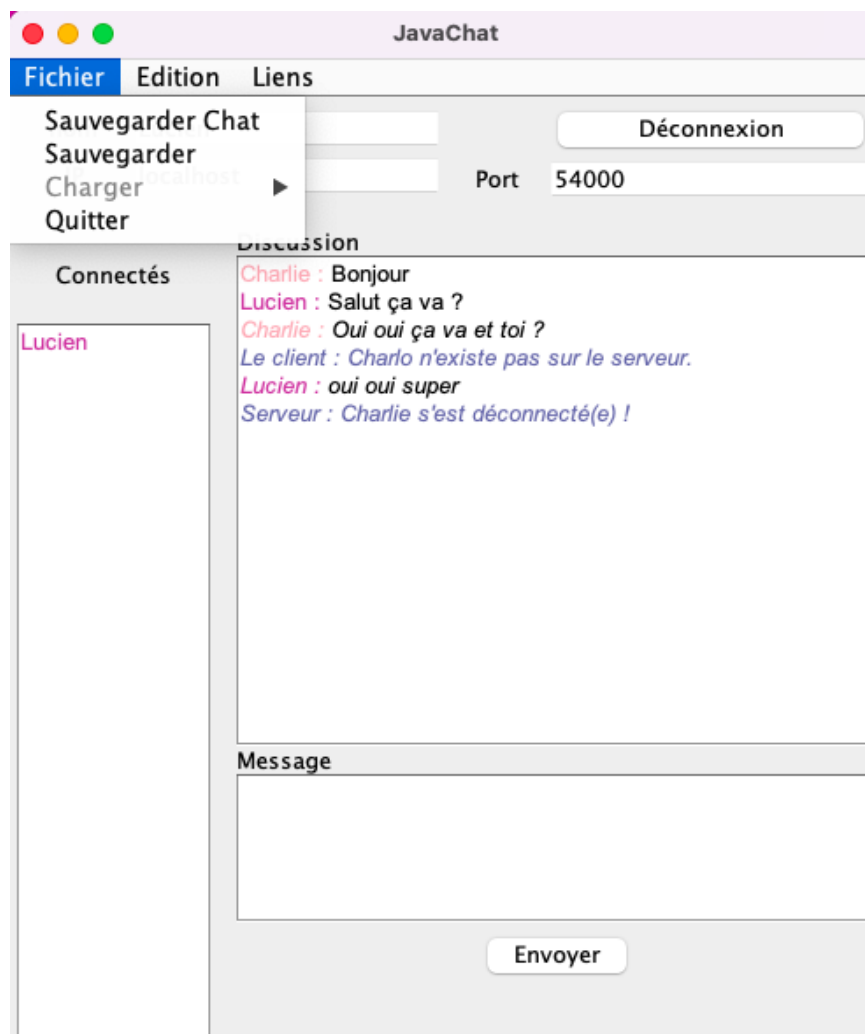 JavaChat
Fichier Edition Liens
Sauvegarder Chat
Sauvegarder
Charger
Quitter
Déconnexion
localhost
Port 54000
Connectés
Lucien
Discussion
Charlie : Bonjour
Lucien : Salut ça va ?
Charlie : Oui oui ça va et toi ?
Le client : Charlo n'existe pas sur le serveur.
Lucien : oui oui super
Serveur : Charlie s'est déconnecté(e) !
Message
Envoyer